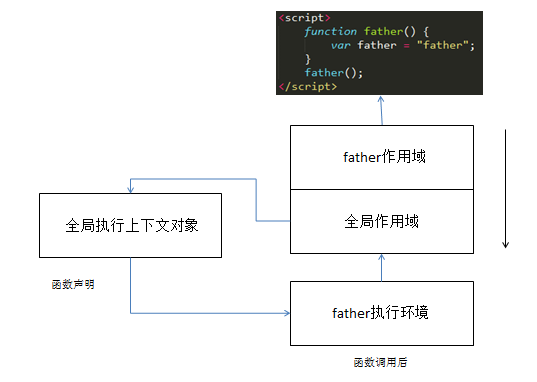 <script>
function father() {
var father = "father";
}
father();
</script>
father作用域
全局执行上下文对象
全局作用域
函数声明
father执行环境
函数调用后